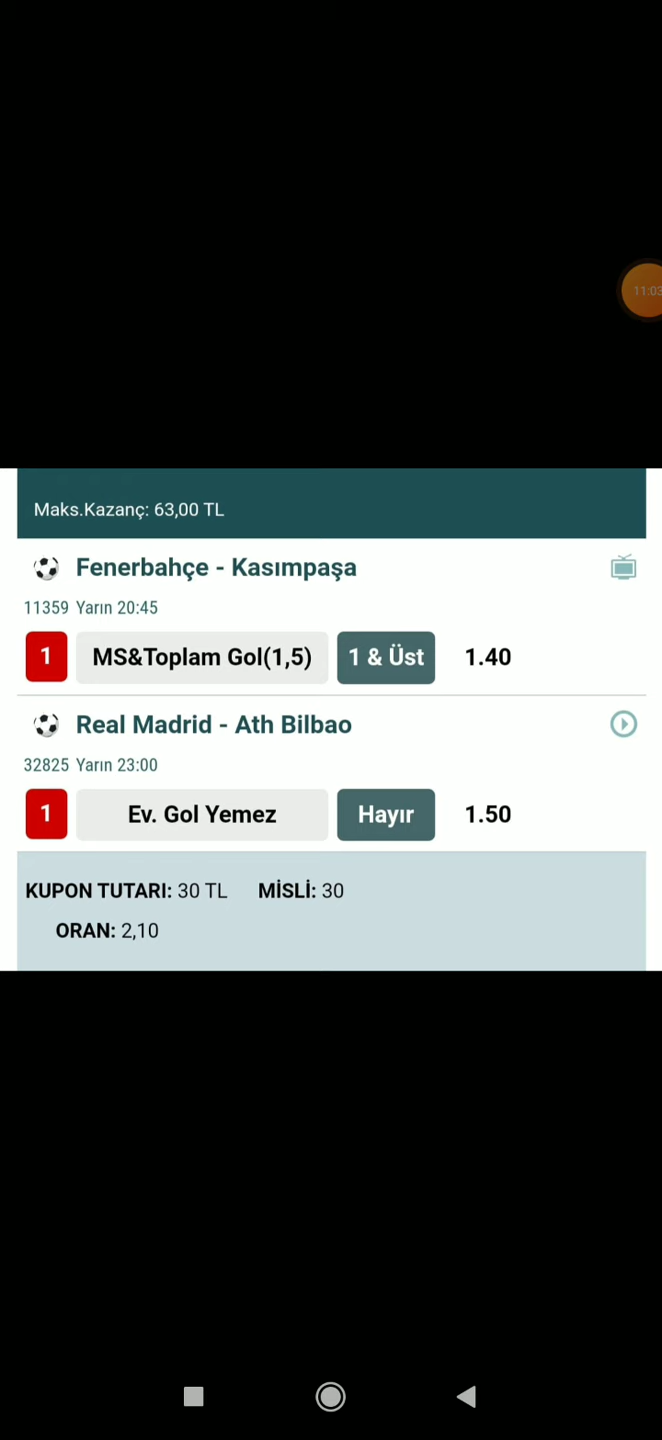 11:03
Maks.Kazanç: 63,00 TL
Fenerbahçe - Kasımpaşa
11359 Yarın 20:45
1 MS&Toplam Gol(1,5) 1 & Üst 1.40
Real Madrid - Ath Bilbao
32825 Yarın 23:00
1 Ev. Gol Yemez Hayır 1.50
KUPON TUTARI: 30 TL MİSLİ: 30
ORAN: 2,10